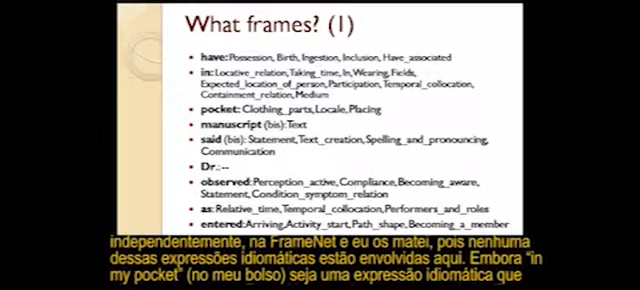 What frames? (1)
have: Possession, Birth, Ingestion, Inclusion, Have_associated
in: Locative_relation, Taking_time, In, Wearing, Fields,
Expected_location_of_person, Participation, Temporal_collocation,
Containment_relation, Medium
pocket: Clothing_parts, Locale, Placing
manuscript (bis): Text
said (bis): Statement, Text_creation, Spelling_and_pronouncing,
Communication
Dr.: --
observed: Perception_active, Compliance, Becoming_aware,
Statement, Condition_symptom_relation
as: Relative_time, Temporal_collocation, Performers_and_roles
entered: Arriving, Activity_start, Path_shape, Becoming_a_member
independentemente, na FrameNet e eu os matei, pois nenhuma
dessas expressões idiomáticas estão envolvidas aqui. Embora “in
my pocket” (no meu bolso) seja uma expressão idiomática que